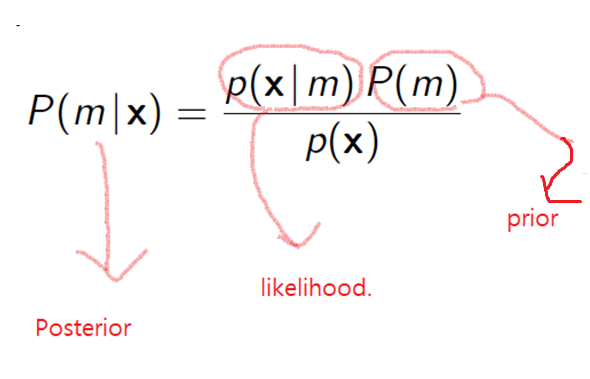 -
P(m|x) = p(x|m) P(m)
p(x)
prior
likelihood.
Posterior